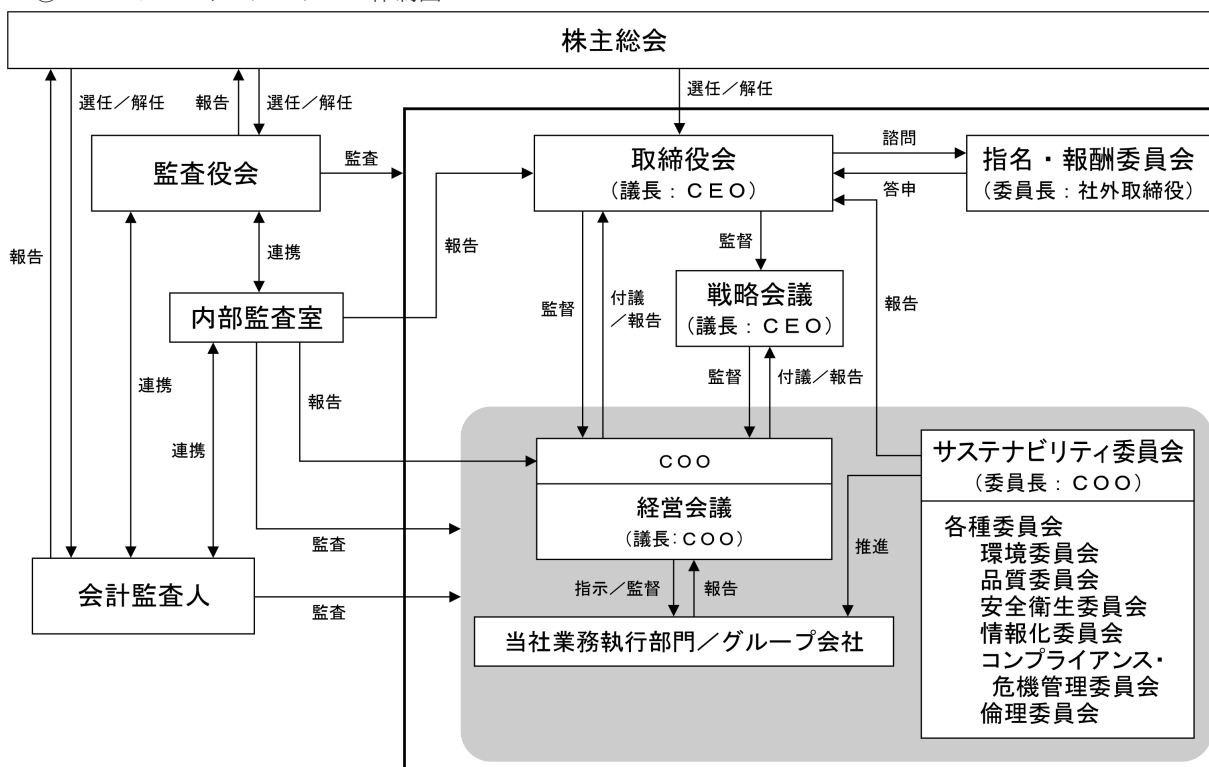 株主総会
選任／解任
報告
選任／解任
選任／解任
監査役会
監査
取締役会
(議長：ＣＥＯ)
諮問
答申
指名・報酬委員会
(委員長：社外取締役)
報告
連携
報告
監督
付議
／報告
監督
戦略会議
(議長：ＣＥＯ)
報告
内部監査室
連携
報告
連携
監督
付議／報告
ＣＯＯ
経営会議
(議長：ＣＯＯ)
サステナビリティ委員会
(委員長：ＣＯＯ)
各種委員会
環境委員会
品質委員会
安全衛生委員会
情報化委員会
コンプライアンス・
危機管理委員会
倫理委員会
監査
推進
会計監査人
監査
指示／監督
報告
当社業務執行部門／グループ会社